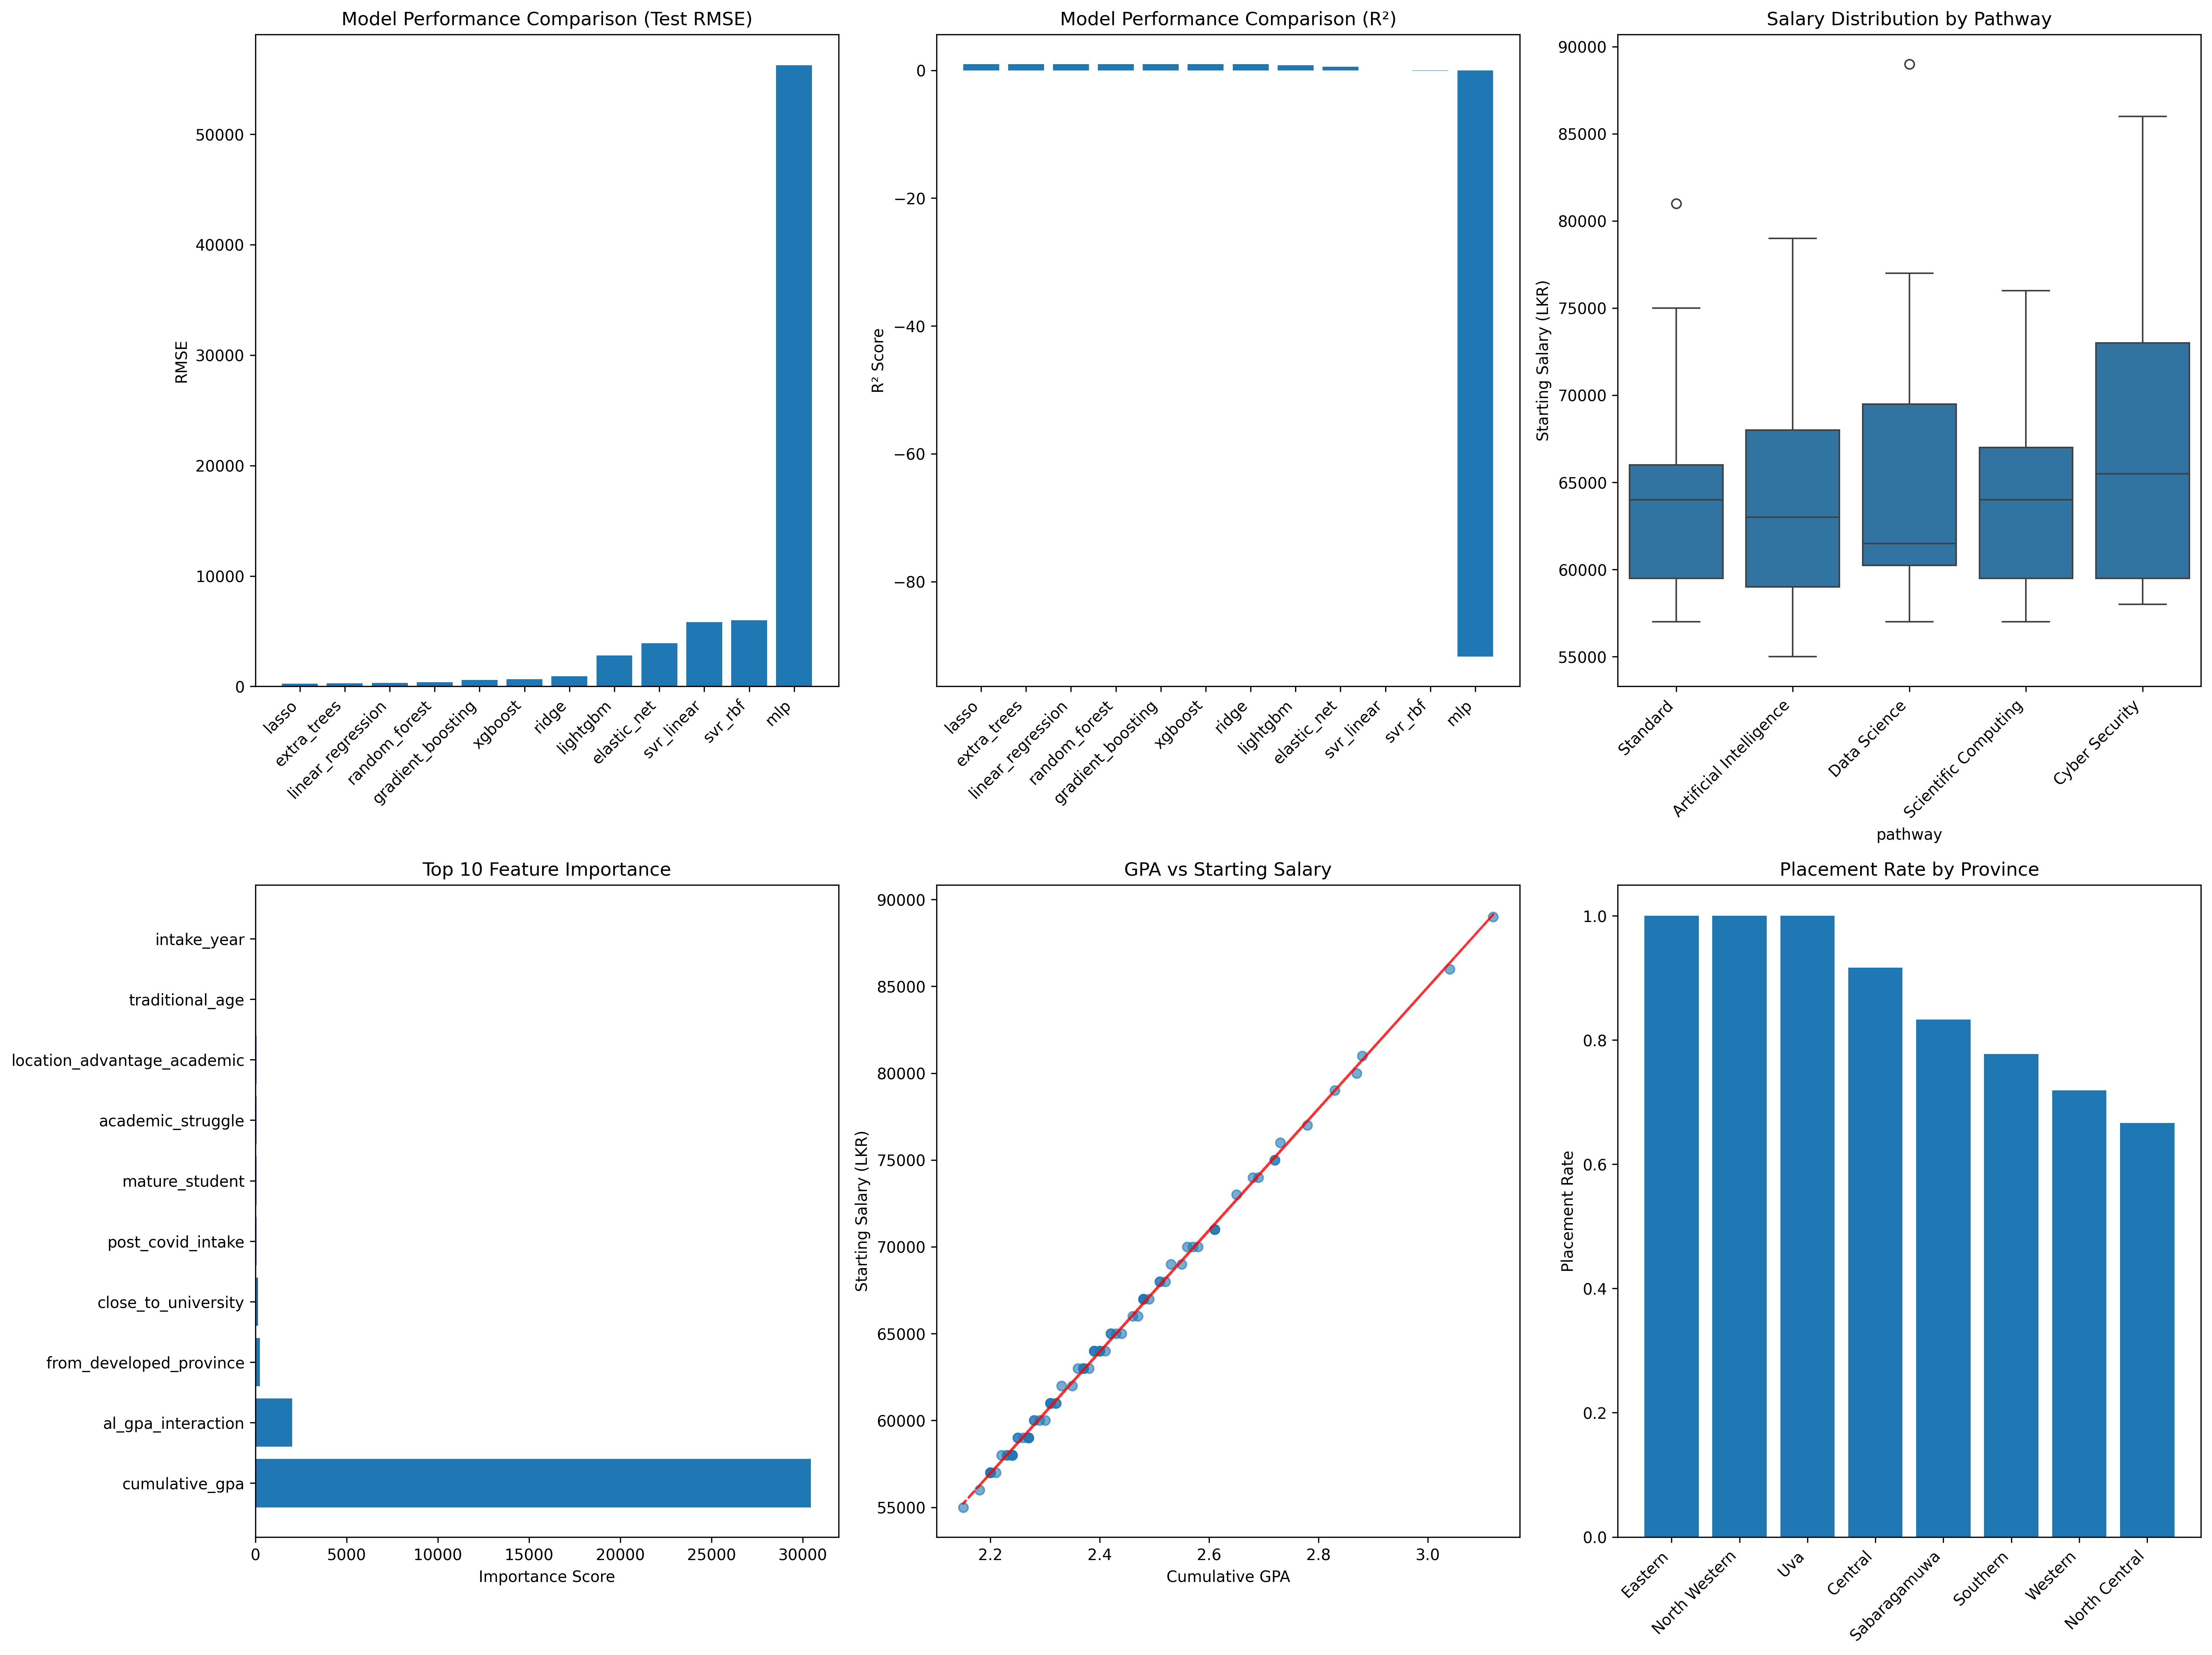 Model Performance Comparison (Test RMSE)
RMSE
50000
40000
30000
20000
10000
0
lasso
extra_trees
linear_regression
random_forest
gradient_boosting
xgboost
ridge
lightgbm
elastic_net
svr_linear
svr_rbf
mlp
Model Performance Comparison (R²)
R² Score
0
−20
−40
−60
−80
lasso
extra_trees
linear_regression
random_forest
gradient_boosting
xgboost
ridge
lightgbm
elastic_net
svr_linear
svr_rbf
mlp
Salary Distribution by Pathway
Starting Salary (LKR)
90000
85000
80000
75000
70000
65000
60000
55000
Standard
Artificial Intelligence
Data Science
Scientific Computing
Cyber Security
pathway
Top 10 Feature Importance
intake_year
traditional_age
location_advantage_academic
academic_struggle
mature_student
post_covid_intake
close_to_university
from_developed_province
al_gpa_interaction
cumulative_gpa
0 5000 10000 15000 20000 25000 30000
Importance Score
GPA vs Starting Salary
Starting Salary (LKR)
90000
85000
80000
75000
70000
65000
60000
55000
2.2 2.4 2.6 2.8 3.0
Cumulative GPA
Placement Rate by Province
Placement Rate
1.0
0.8
0.6
0.4
0.2
0.0
Eastern
North Western
Uva
Central
Sabaragamuwa
Southern
Western
North Central